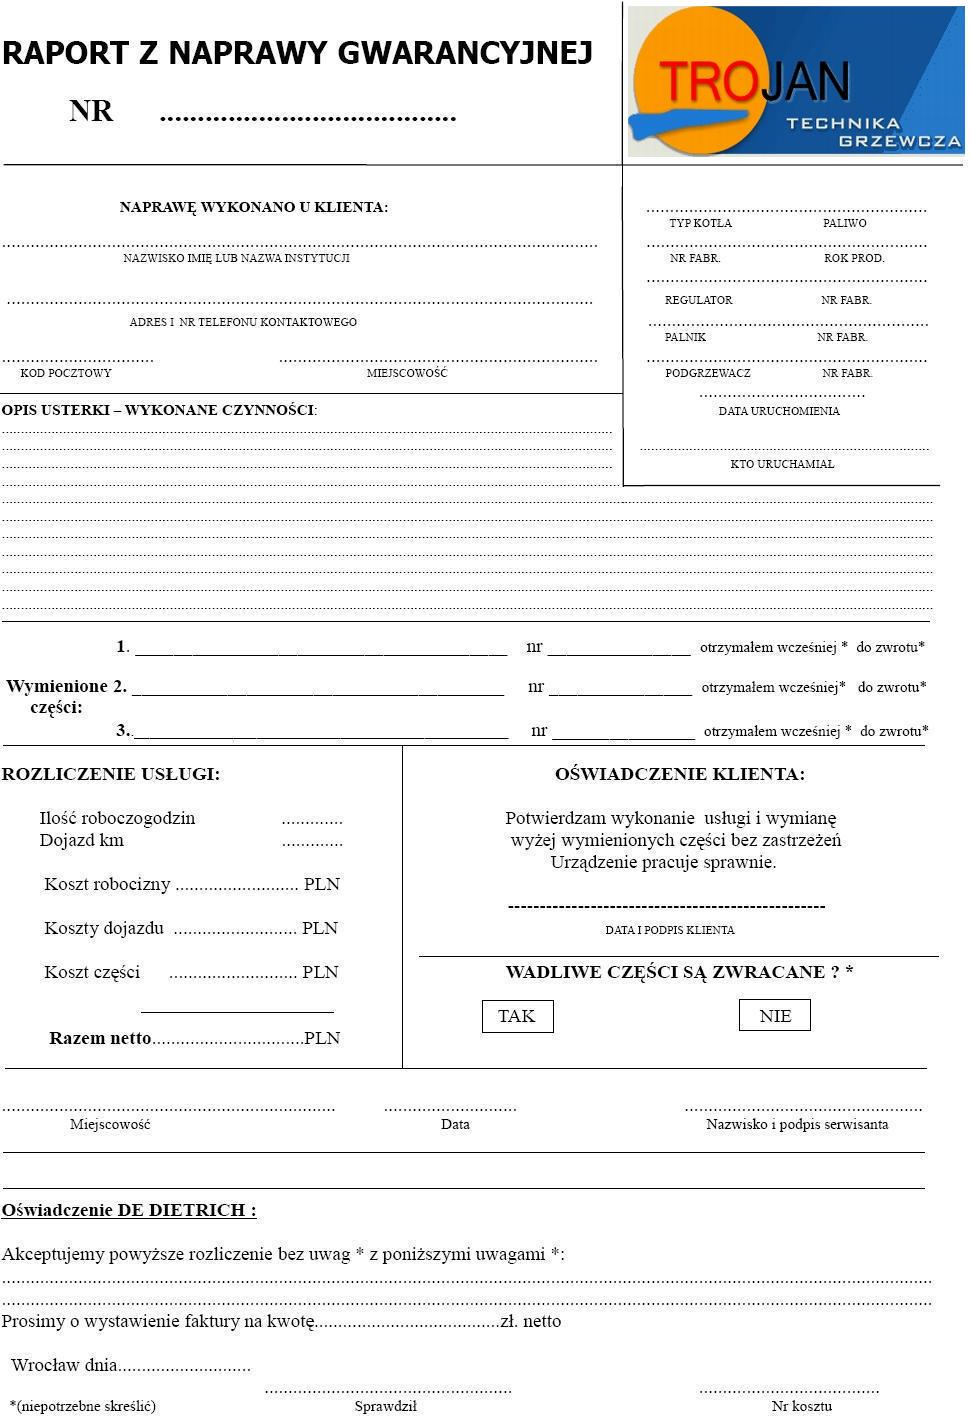 RAPORT Z NAPRAWY GWARANCYJNEJ
NR .......................................
TROJAN
TECHNIKA
GRZEWCZA
NAPRAWĘ WYKONANO U KLIENTA:
NAZWISKO IMIĘ LUB NAZWA INSTYTUCJI
ADRES I NR TELEFONU KONTAKTOWEGO
KOD POCZTOWY MIEJSCOWOŚĆ
TYP KOTŁA PALIWO
NR FABR. ROK PROD.
REGULATOR NR FABR.
PALNIK NR FABR.
PODGRZEWACZ NR FABR.
DATA URUCHOMIENIA
KTO URUCHAMIAŁ
OPIS USTERKI – WYKONANE CZYNNOŚCI:
1. ______________________________________ nr _______________ otrzymałem wcześniej * do zwrotu*
Wymienione 2. ______________________________________ nr _______________ otrzymałem wcześniej* do zwrotu*
części:
3..______________________________________ nr _______________ otrzymałem wcześniej * do zwrotu*
ROZLICZENIE USŁUGI:
Ilość roboczogodzin .............
Dojazd km .............
Koszt robocizny .......................... PLN
Koszty dojazdu .......................... PLN
Koszt części ........................... PLN
Razem netto................................PLN
OŚWIADCZENIE KLIENTA:
Potwierdzam wykonanie usługi i wymianę
wyżej wymienionych części bez zastrzeżeń
Urządzenie pracuje sprawnie.
--------------------------------------------------
DATA I PODPIS KLIENTA
WADLIWE CZĘŚCI SĄ ZWRACANE ? *
TAK NIE
Miejscowość Data Nazwisko i podpis serwisanta
Oświadczenie DE DIETRICH :
Akceptujemy powyższe rozliczenie bez uwag * z poniższymi uwagami *:
Prosimy o wystawienie faktury na kwotę.......................................zł. netto
Wrocław dnia............................
*(niepotrzebne skreślić) Sprawdził Nr kosztu